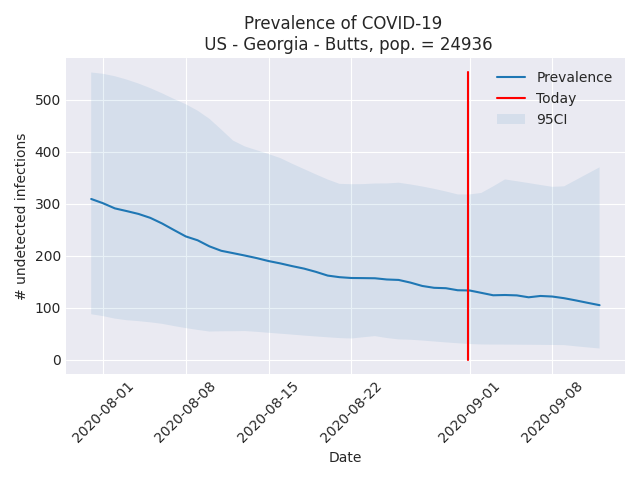 Prevalence of COVID-19
US - Georgia - Butts, pop. = 24936
Prevalence
Today
95CI
# undetected infections
500
400
300
200
100
0
2020-08-01
2020-08-08
2020-08-15
2020-08-22
2020-09-01
2020-09-08
Date